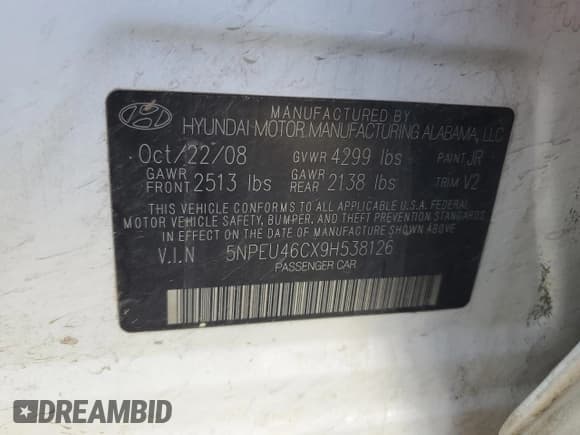 MANUFACTURED BY
HYUNDAI MOTOR MANUFACTURING ALABAMA, LLC
Oct/22/08 GVWR 4299 lbs PAINT JR
GAWR FRONT 2513 lbs GAWR REAR 2138 lbs TRIM V2
THIS VEHICLE CONFORMS TO ALL APPLICABLE U.S.A. FEDERAL
MOTOR VEHICLE SAFETY, BUMPER, AND THEFT PREVENTION STANDARDS
IN EFFECT ON THE DATE OF MANUFACTURE SHOWN ABOVE.
V.I.N 5NPEU46CX9H538126
PASSENGER CAR
DREAMBID